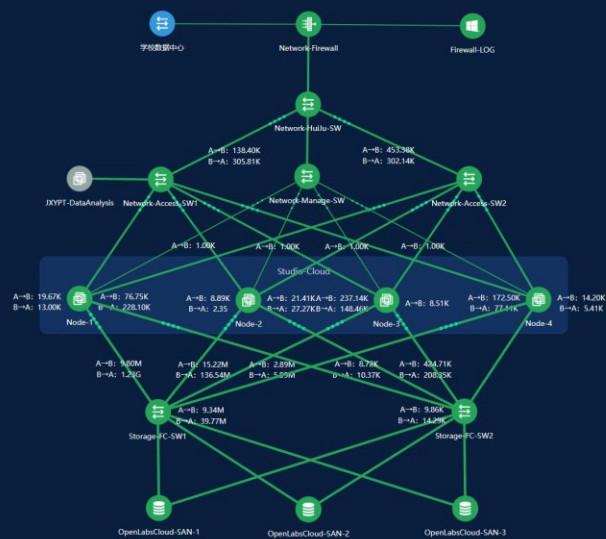 学校数据中心
Network-Firewall
Firewall-LOG
Network-HuiJu-SW
A→B: 138.40K
B→A: 305.81K
A→B: 453.38K
B→A: 302.14K
JXYPT-DataAnalysis
Network-Access-SW1
Network-Manage-SW
Network-Access-SW2
A→B: 1.00K
A→B: 1.00K
A→B: 1.00K
A→B: 1.00K
Studio-Cloud
A→B: 19.67K
B→A: 13.00K
A→B: 76.75K
B→A: 228.10K
A→B: 8.89K
B→A: 2.35
A→B: 21.41K
B→A: 27.27K
A→B: 237.14K
B→A: 148.46K
A→B: 8.51K
A→B: 172.50K
B→A: 77.11K
A→B: 14.20K
B→A: 5.41K
Node-1
Node-2
Node-3
Node-4
A→B: 9.80M
B→A: 1.23G
A→B: 15.22M
B→A: 136.54M
A→B: 2.89M
B→A:
A→B: 8.72K
B→A: 10.37K
A→B: 424.71K
B→A: 208.35K
A→B: 9.34M
B→A: 39.77M
A→B: 9.86K
B→A: 14.29K
Storage-FC-SW1
Storage-FC-SW2
OpenLabsCloud-SAN-1
OpenLabsCloud-SAN-2
OpenLabsCloud-SAN-3